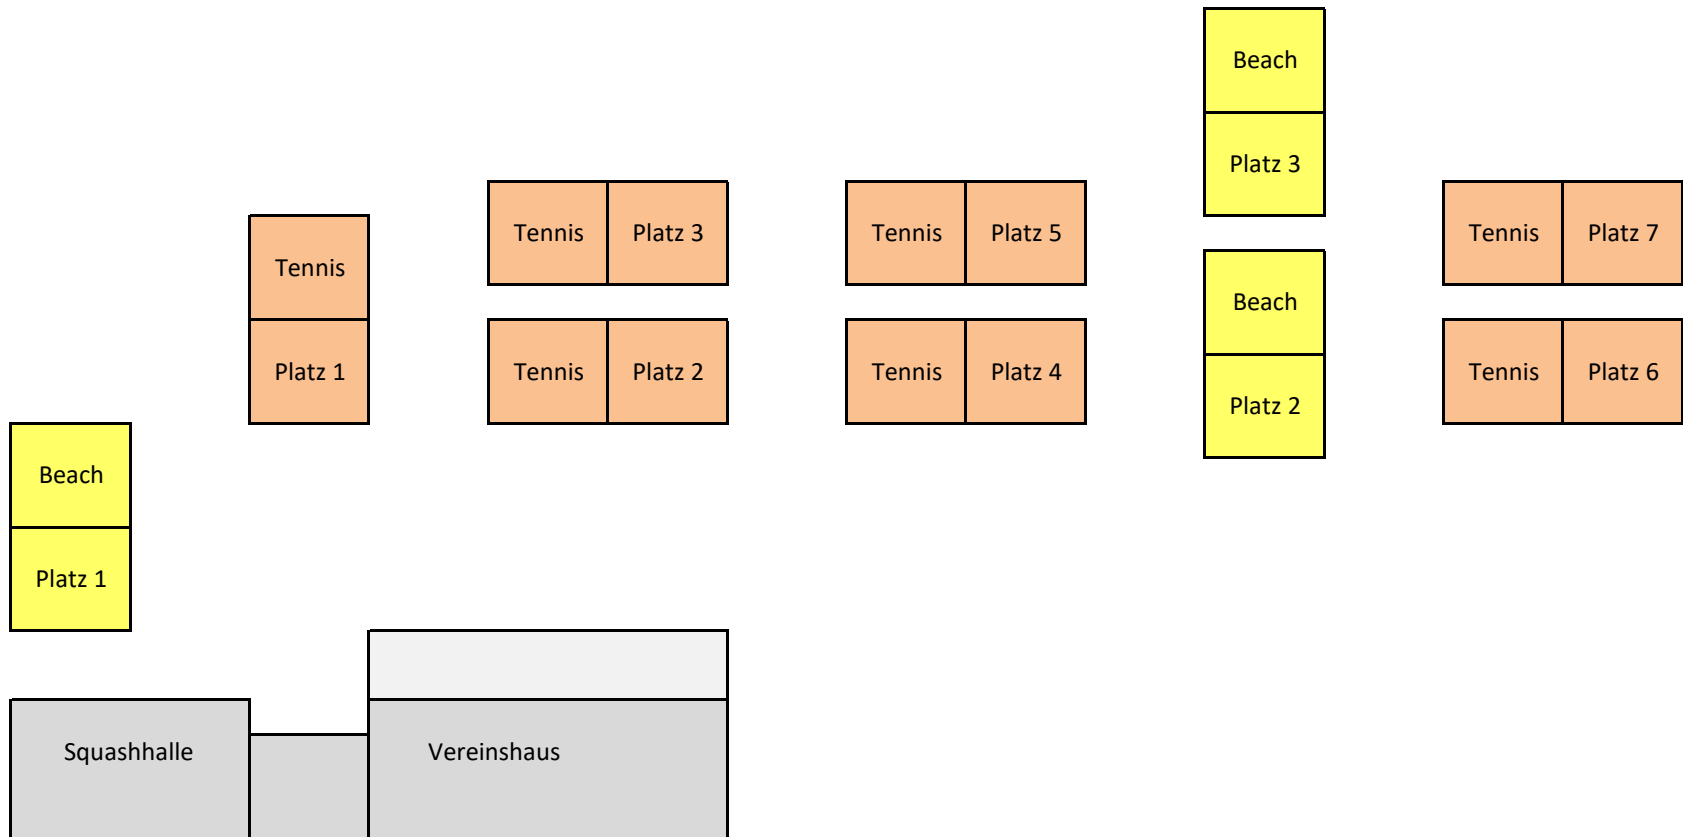 Beach
Platz 3
Tennis Platz 3
Tennis Platz 5
Tennis Platz 7
Tennis
Platz 1
Beach
Platz 2
Tennis Platz 2
Tennis Platz 4
Tennis Platz 6
Beach
Platz 1
Squashhalle
Vereinshaus